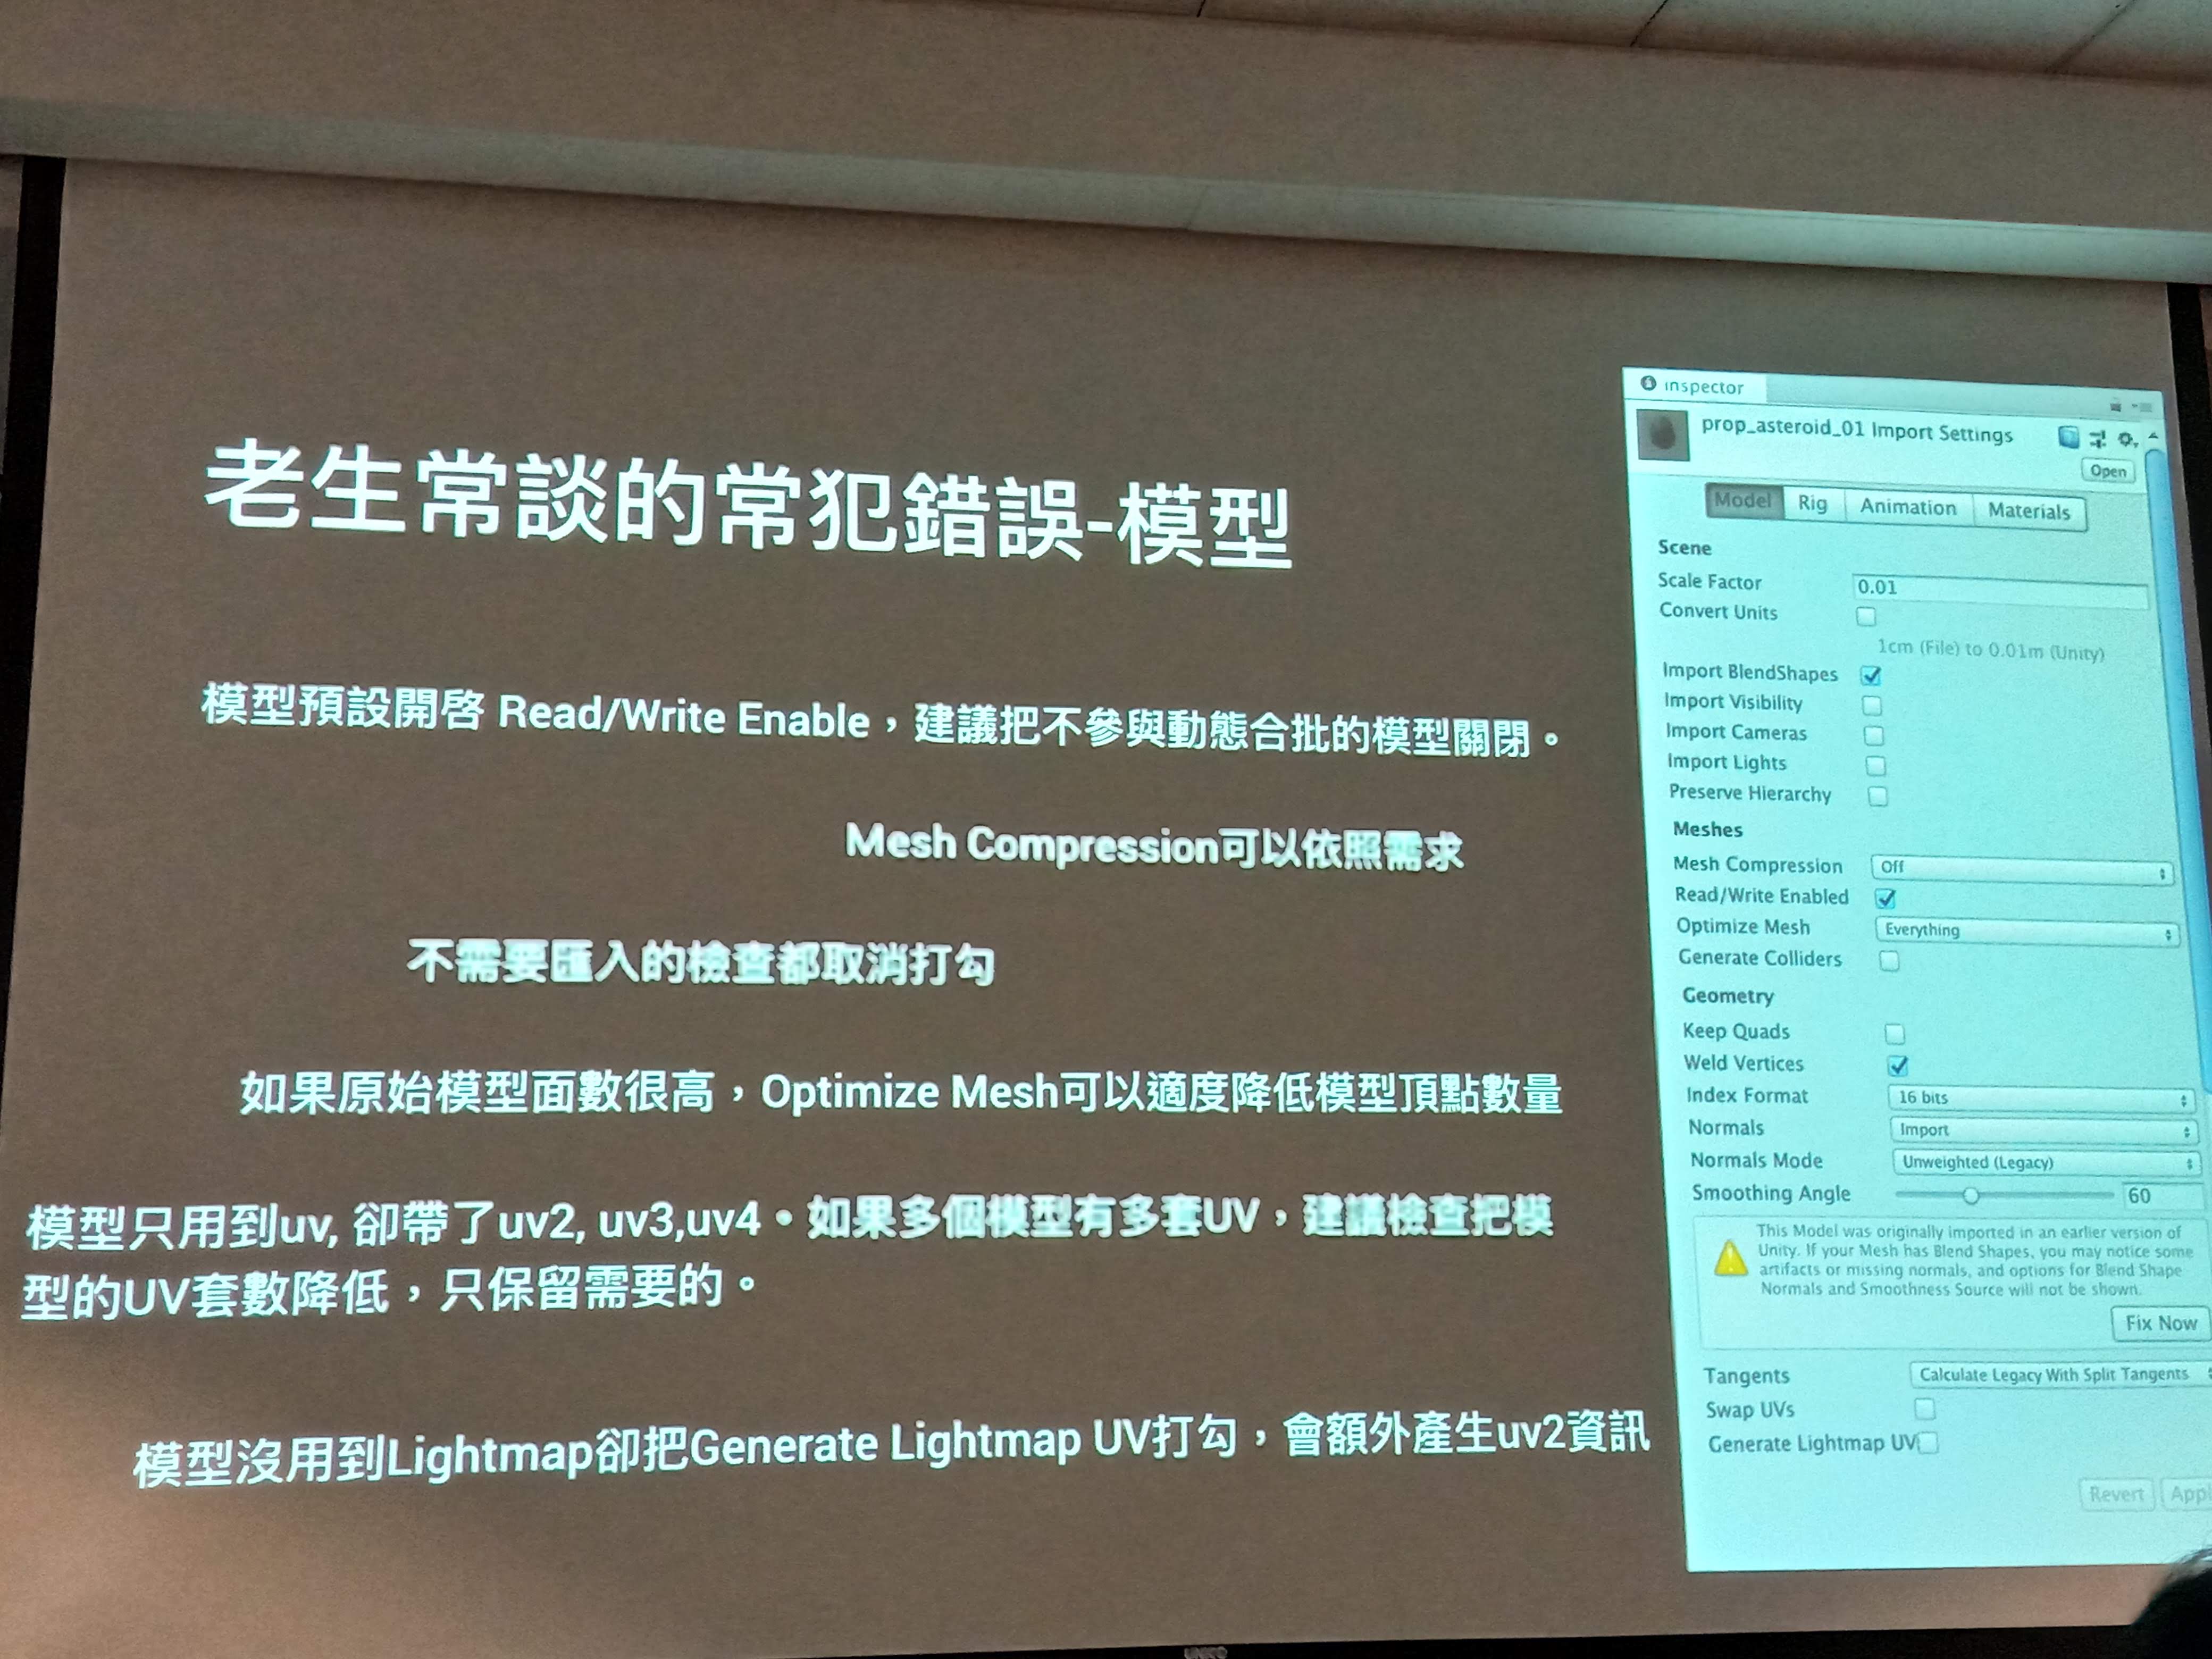 老生常談的常犯錯誤-模型
模型預設開啓 Read/Write Enable，建議把不參與動態合批的模型關閉。
Mesh Compression可以依照需求
不需要匯入的檢查都取消打勾
如果原始模型面數很高，Optimize Mesh可以適度降低模型頂點數量
模型只用到uv, 卻帶了uv2, uv3,uv4。如果多個模型有多套UV，建議檢查把模
型的UV套數降低，只保留需要的。
模型沒用到Lightmap卻把Generate Lightmap UV打勾，會額外產生uv2資訊
Inspector
prop_asteroid_01 Import Settings
Open
Model Rig Animation Materials
Scene
Scale Factor 0.01
Convert Units
1cm (File) to 0.01m (Unity)
Import BlendShapes
Import Visibility
Import Cameras
Import Lights
Preserve Hierarchy
Meshes
Mesh Compression Off
Read/Write Enabled
Optimize Mesh Everything
Generate Colliders
Geometry
Keep Quads
Weld Vertices
Index Format 16 bits
Normals Import
Normals Mode Unweighted (Legacy)
Smoothing Angle 60
This Model was originally imported in an earlier version of
Unity. If your Mesh has Blend Shapes, you may notice some
artifacts or missing normals, and options for Blend Shape
Normals and Smoothness Source will not be shown.
Fix Now
Tangents Calculate Legacy With Split Tangents
Swap UVs
Generate Lightmap UV
Revert Appl